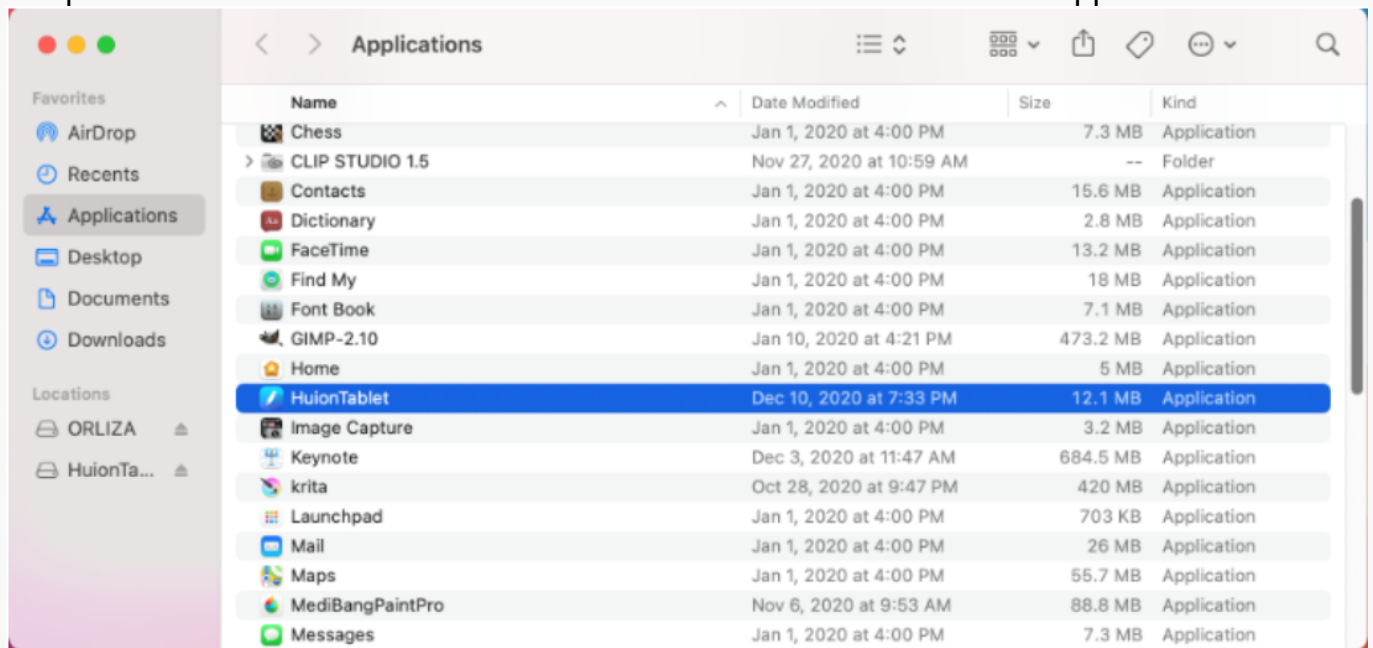 Applications
Favorites
AirDrop
Recents
Applications
Desktop
Documents
Downloads
Locations
ORLIZA
HuionTa...
Name Date Modified Size Kind
Chess Jan 1, 2020 at 4:00 PM 7.3 MB Application
CLIP STUDIO 1.5 Nov 27, 2020 at 10:59 AM -- Folder
Contacts Jan 1, 2020 at 4:00 PM 15.6 MB Application
Dictionary Jan 1, 2020 at 4:00 PM 2.8 MB Application
FaceTime Jan 1, 2020 at 4:00 PM 13.2 MB Application
Find My Jan 1, 2020 at 4:00 PM 18 MB Application
Font Book Jan 1, 2020 at 4:00 PM 7.1 MB Application
GIMP-2.10 Jan 10, 2020 at 4:21 PM 473.2 MB Application
Home Jan 1, 2020 at 4:00 PM 5 MB Application
HuionTablet Dec 10, 2020 at 7:33 PM 12.1 MB Application
Image Capture Jan 1, 2020 at 4:00 PM 3.2 MB Application
Keynote Dec 3, 2020 at 11:47 AM 684.5 MB Application
krita Oct 28, 2020 at 9:47 PM 420 MB Application
Launchpad Jan 1, 2020 at 4:00 PM 703 KB Application
Mail Jan 1, 2020 at 4:00 PM 26 MB Application
Maps Jan 1, 2020 at 4:00 PM 55.7 MB Application
MediBangPaintPro Nov 6, 2020 at 9:53 AM 88.8 MB Application
Messages Jan 1, 2020 at 4:00 PM 7.3 MB Application